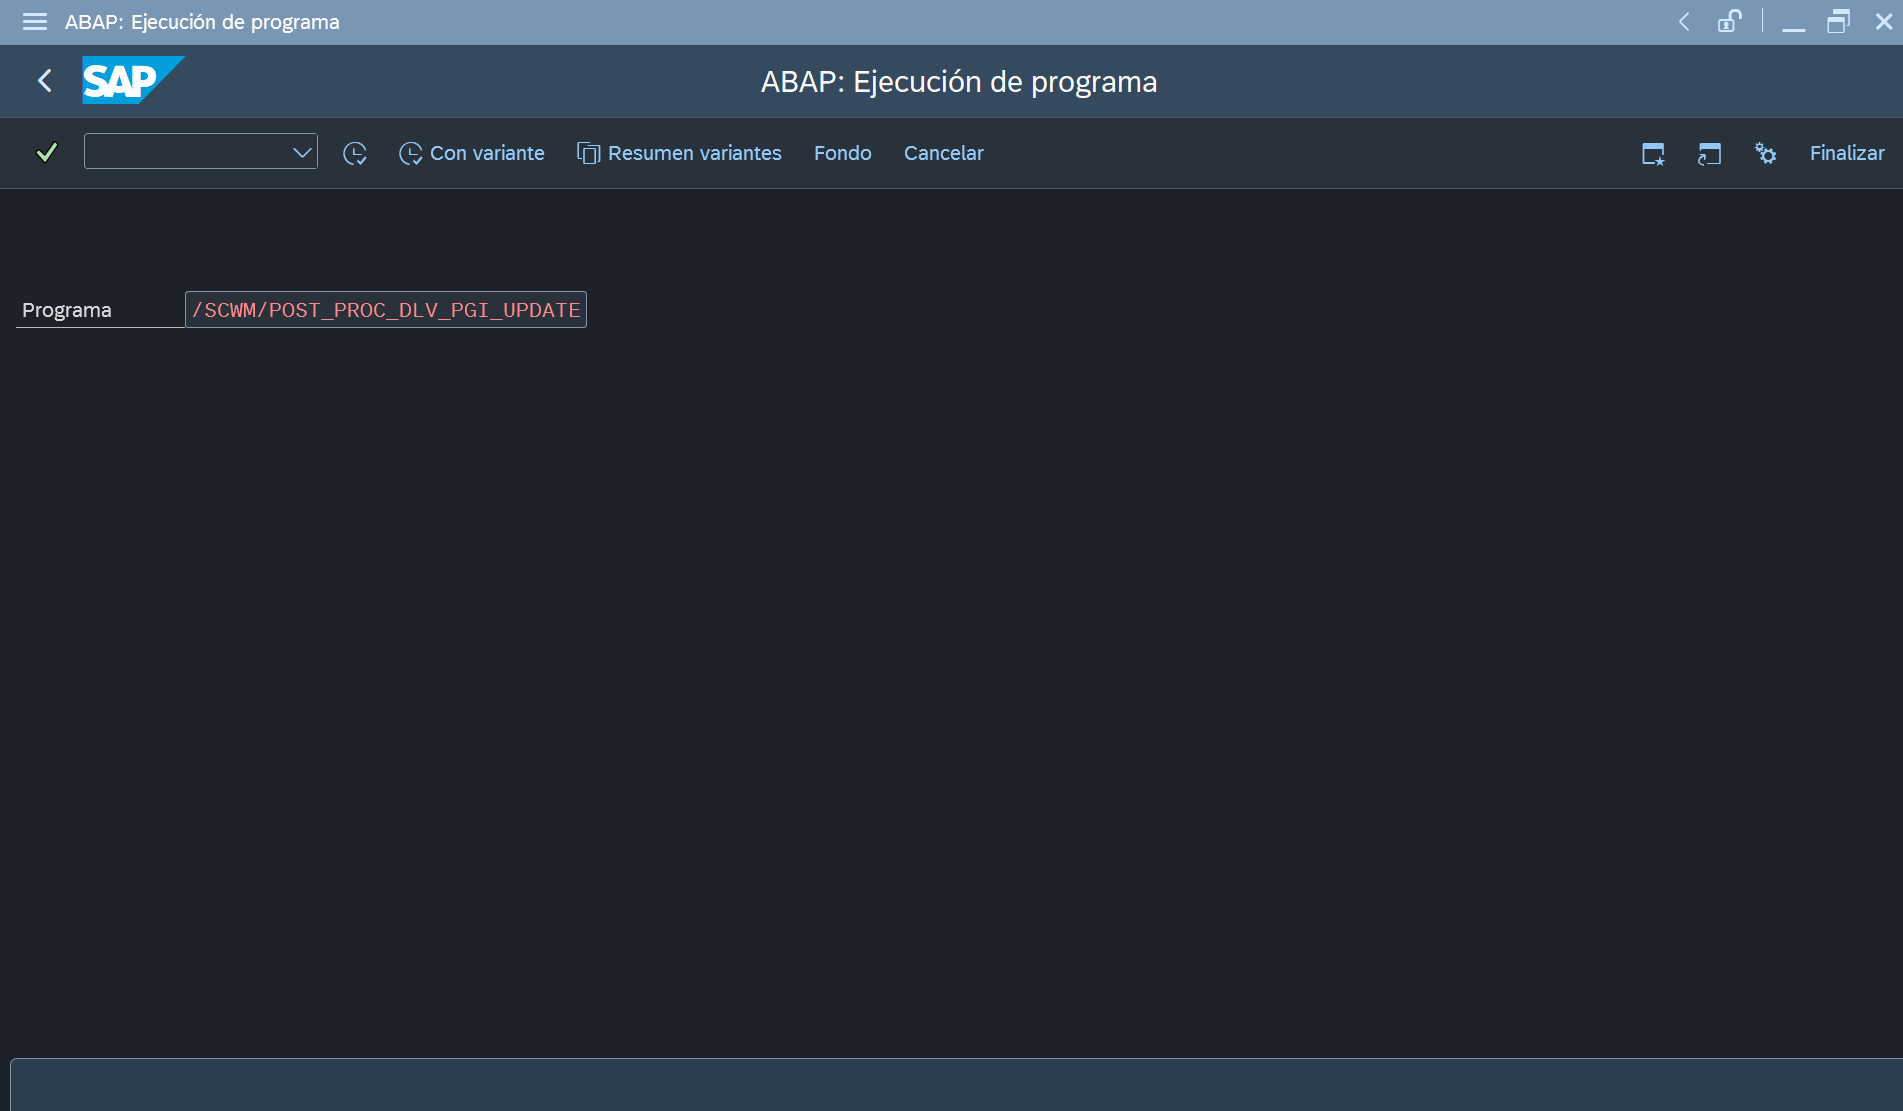 ABAP: Ejecución de programa
SAP
ABAP: Ejecución de programa
Con variante
Resumen variantes
Fondo
Cancelar
Finalizar
Programa
/SCWM/POST_PROC_DLV_PGI_UPDATE